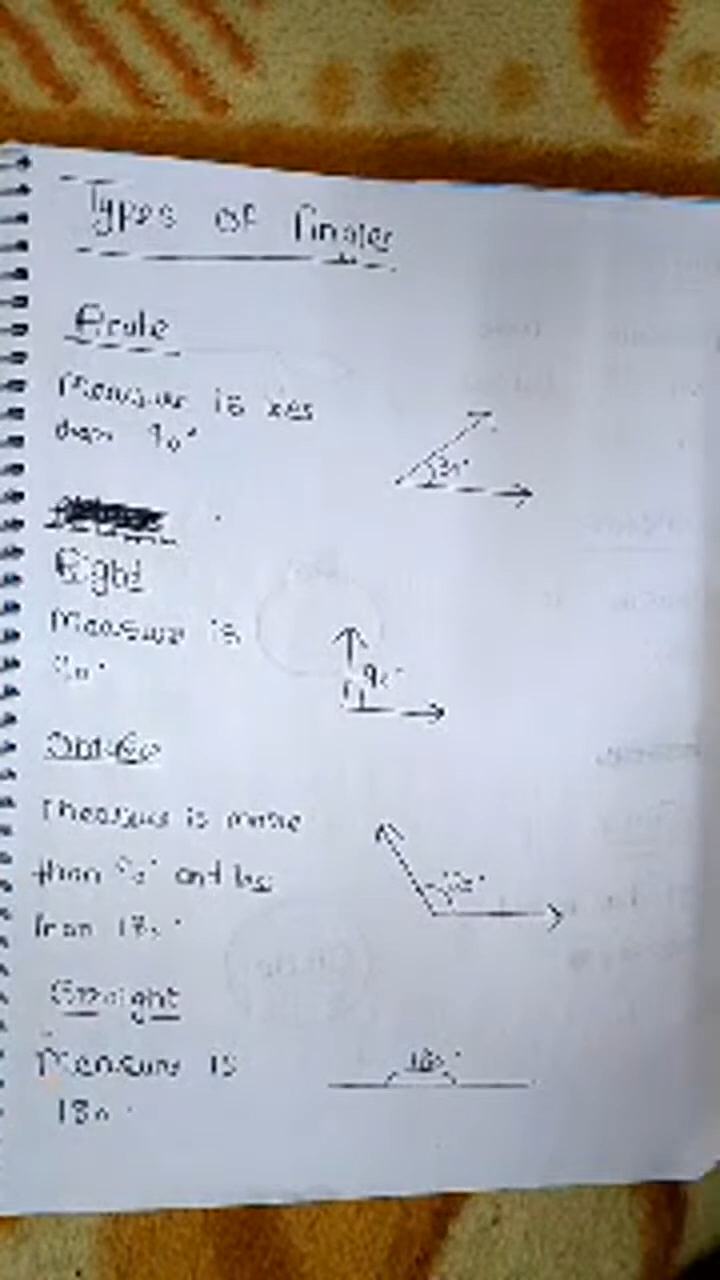 Types of Angles
Acute
Measure is less
than 90°
30°
Right
Measure is
90°
90°
Obtuse
Measure is more
than 90° and less
than 180°
Straight
Measure is
180°
180°